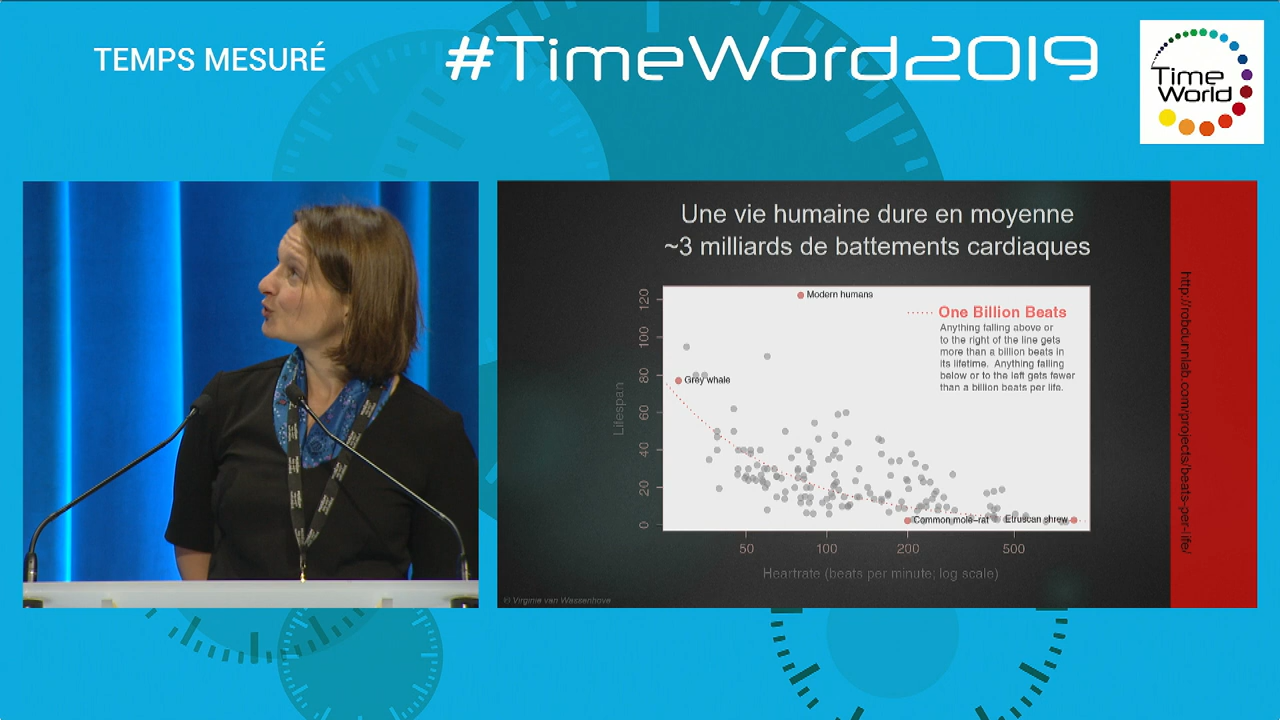 TEMPS MESURÉ
#TimeWord2019
Time
World
Une vie humaine dure en moyenne
~3 milliards de battements cardiaques
Modern humans
One Billion Beats
Anything falling above or
to the right of the line gets
more than a billion beats in
its lifetime. Anything falling
below or to the left gets fewer
than a billion beats per life.
Grey whale
Common mole-rat
Etruscan shrew
Lifespan
120
100
80
60
40
20
0
50
100
200
500
Heartrate (beats per minute; log scale)
http://robdunnlab.com/projects/beats-per-life/
© Virginie van Wassenhove